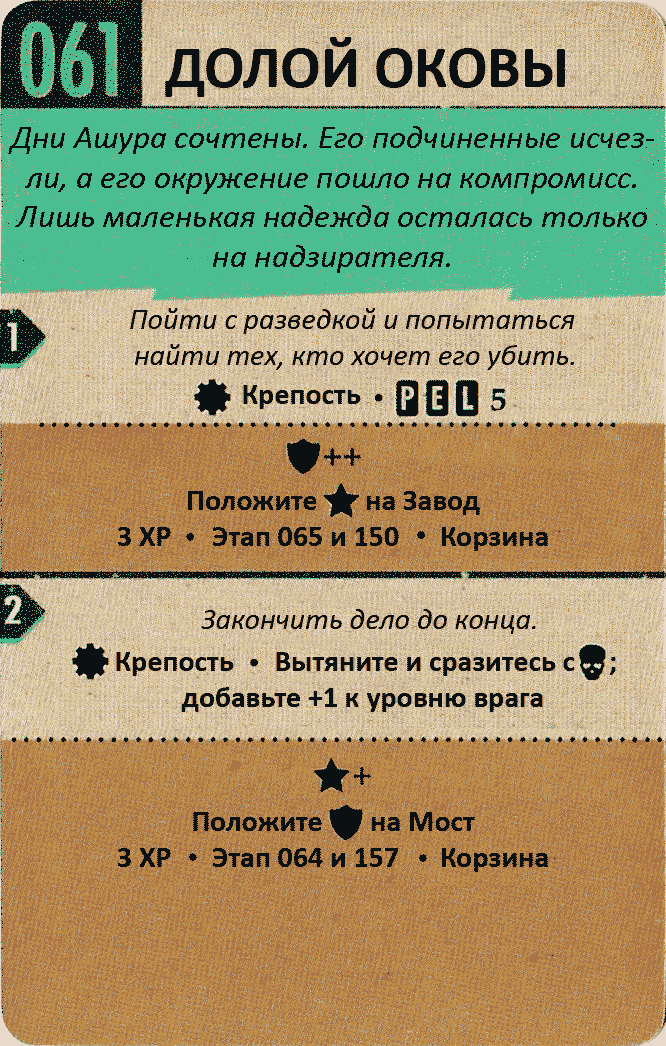 061 ДОЛОЙ ОКОВЫ
Дни Ашура сочтены. Его подчиненные исчез-
ли, а его окружение пошло на компромисс.
Лишь маленькая надежда осталась только
на надзирателя.
1
Пойти с разведкой и попытаться
найти тех, кто хочет его убить.
Крепость • P E L 5
++
Положите на Завод
3 XP • Этап 065 и 150 • Корзина
2
Закончить дело до конца.
Крепость • Вытяните и сразитесь с ;
добавьте +1 к уровню врага
+
Положите на Мост
3 XP • Этап 064 и 157 • Корзина